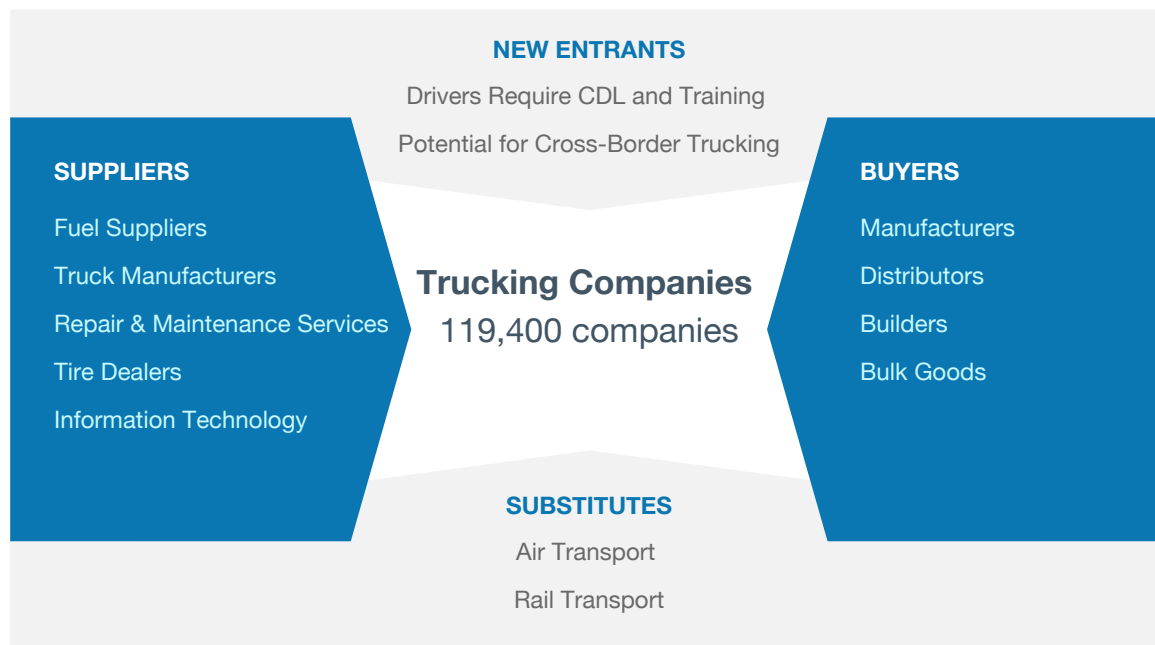 NEW ENTRANTS
Drivers Require CDL and Training
Potential for Cross-Border Trucking
SUPPLIERS
Fuel Suppliers
Truck Manufacturers
Repair & Maintenance Services
Tire Dealers
Information Technology
Trucking Companies
119,400 companies
BUYERS
Manufacturers
Distributors
Builders
Bulk Goods
SUBSTITUTES
Air Transport
Rail Transport